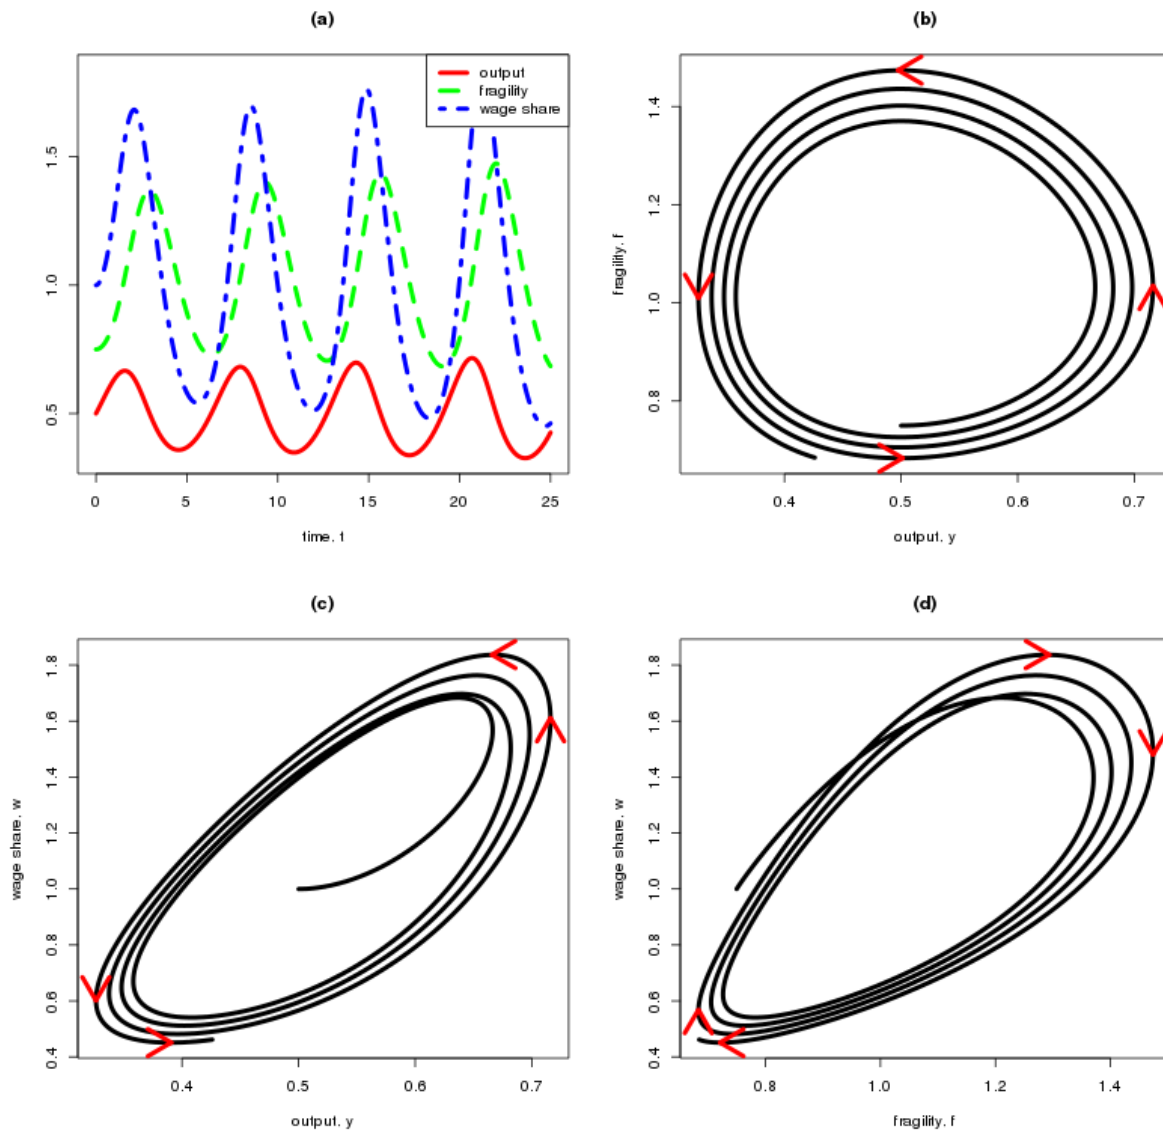 (a)
output
fragility
wage share
1.5
1.0
0.5
0 5 10 15 20 25
time, t
(b)
fragility, f
1.4
1.2
1.0
0.8
0.4 0.5 0.6 0.7
output, y
(c)
wage share, w
1.8
1.6
1.4
1.2
1.0
0.8
0.6
0.4
0.4 0.5 0.6 0.7
output, y
(d)
wage share, w
1.8
1.6
1.4
1.2
1.0
0.8
0.6
0.4
0.8 1.0 1.2 1.4
fragility, f